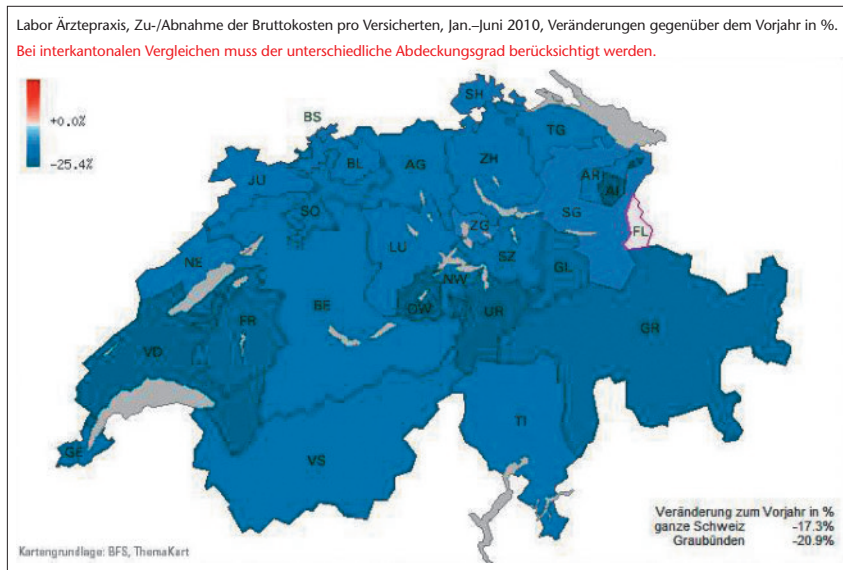 Labor Ärztepraxis, Zu-/Abnahme der Bruttokosten pro Versicherten, Jan.–Juni 2010, Veränderungen gegenüber dem Vorjahr in %.
Bei interkantonalen Vergleichen muss der unterschiedliche Abdeckungsgrad berücksichtigt werden.
+0.0%
-25.4%
SH
BS
TG
BL
AG
ZH
JU
AR
AI
SO
SG
ZG
FL
LU
NE
SZ
GL
NW
BE
OW
UR
FR
GR
VD
TI
GE
VS
Veränderung zum Vorjahr in %
ganze Schweiz -17.3%
Graubünden -20.9%
Kartengrundlage: BFS, ThemaKart